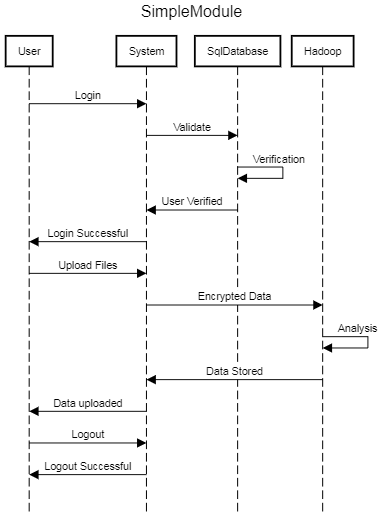 SimpleModule
User
System
SqlDatabase
Hadoop
Login
Validate
Verification
User Verified
Login Successful
Upload Files
Encrypted Data
Analysis
Data Stored
Data uploaded
Logout
Logout Successful